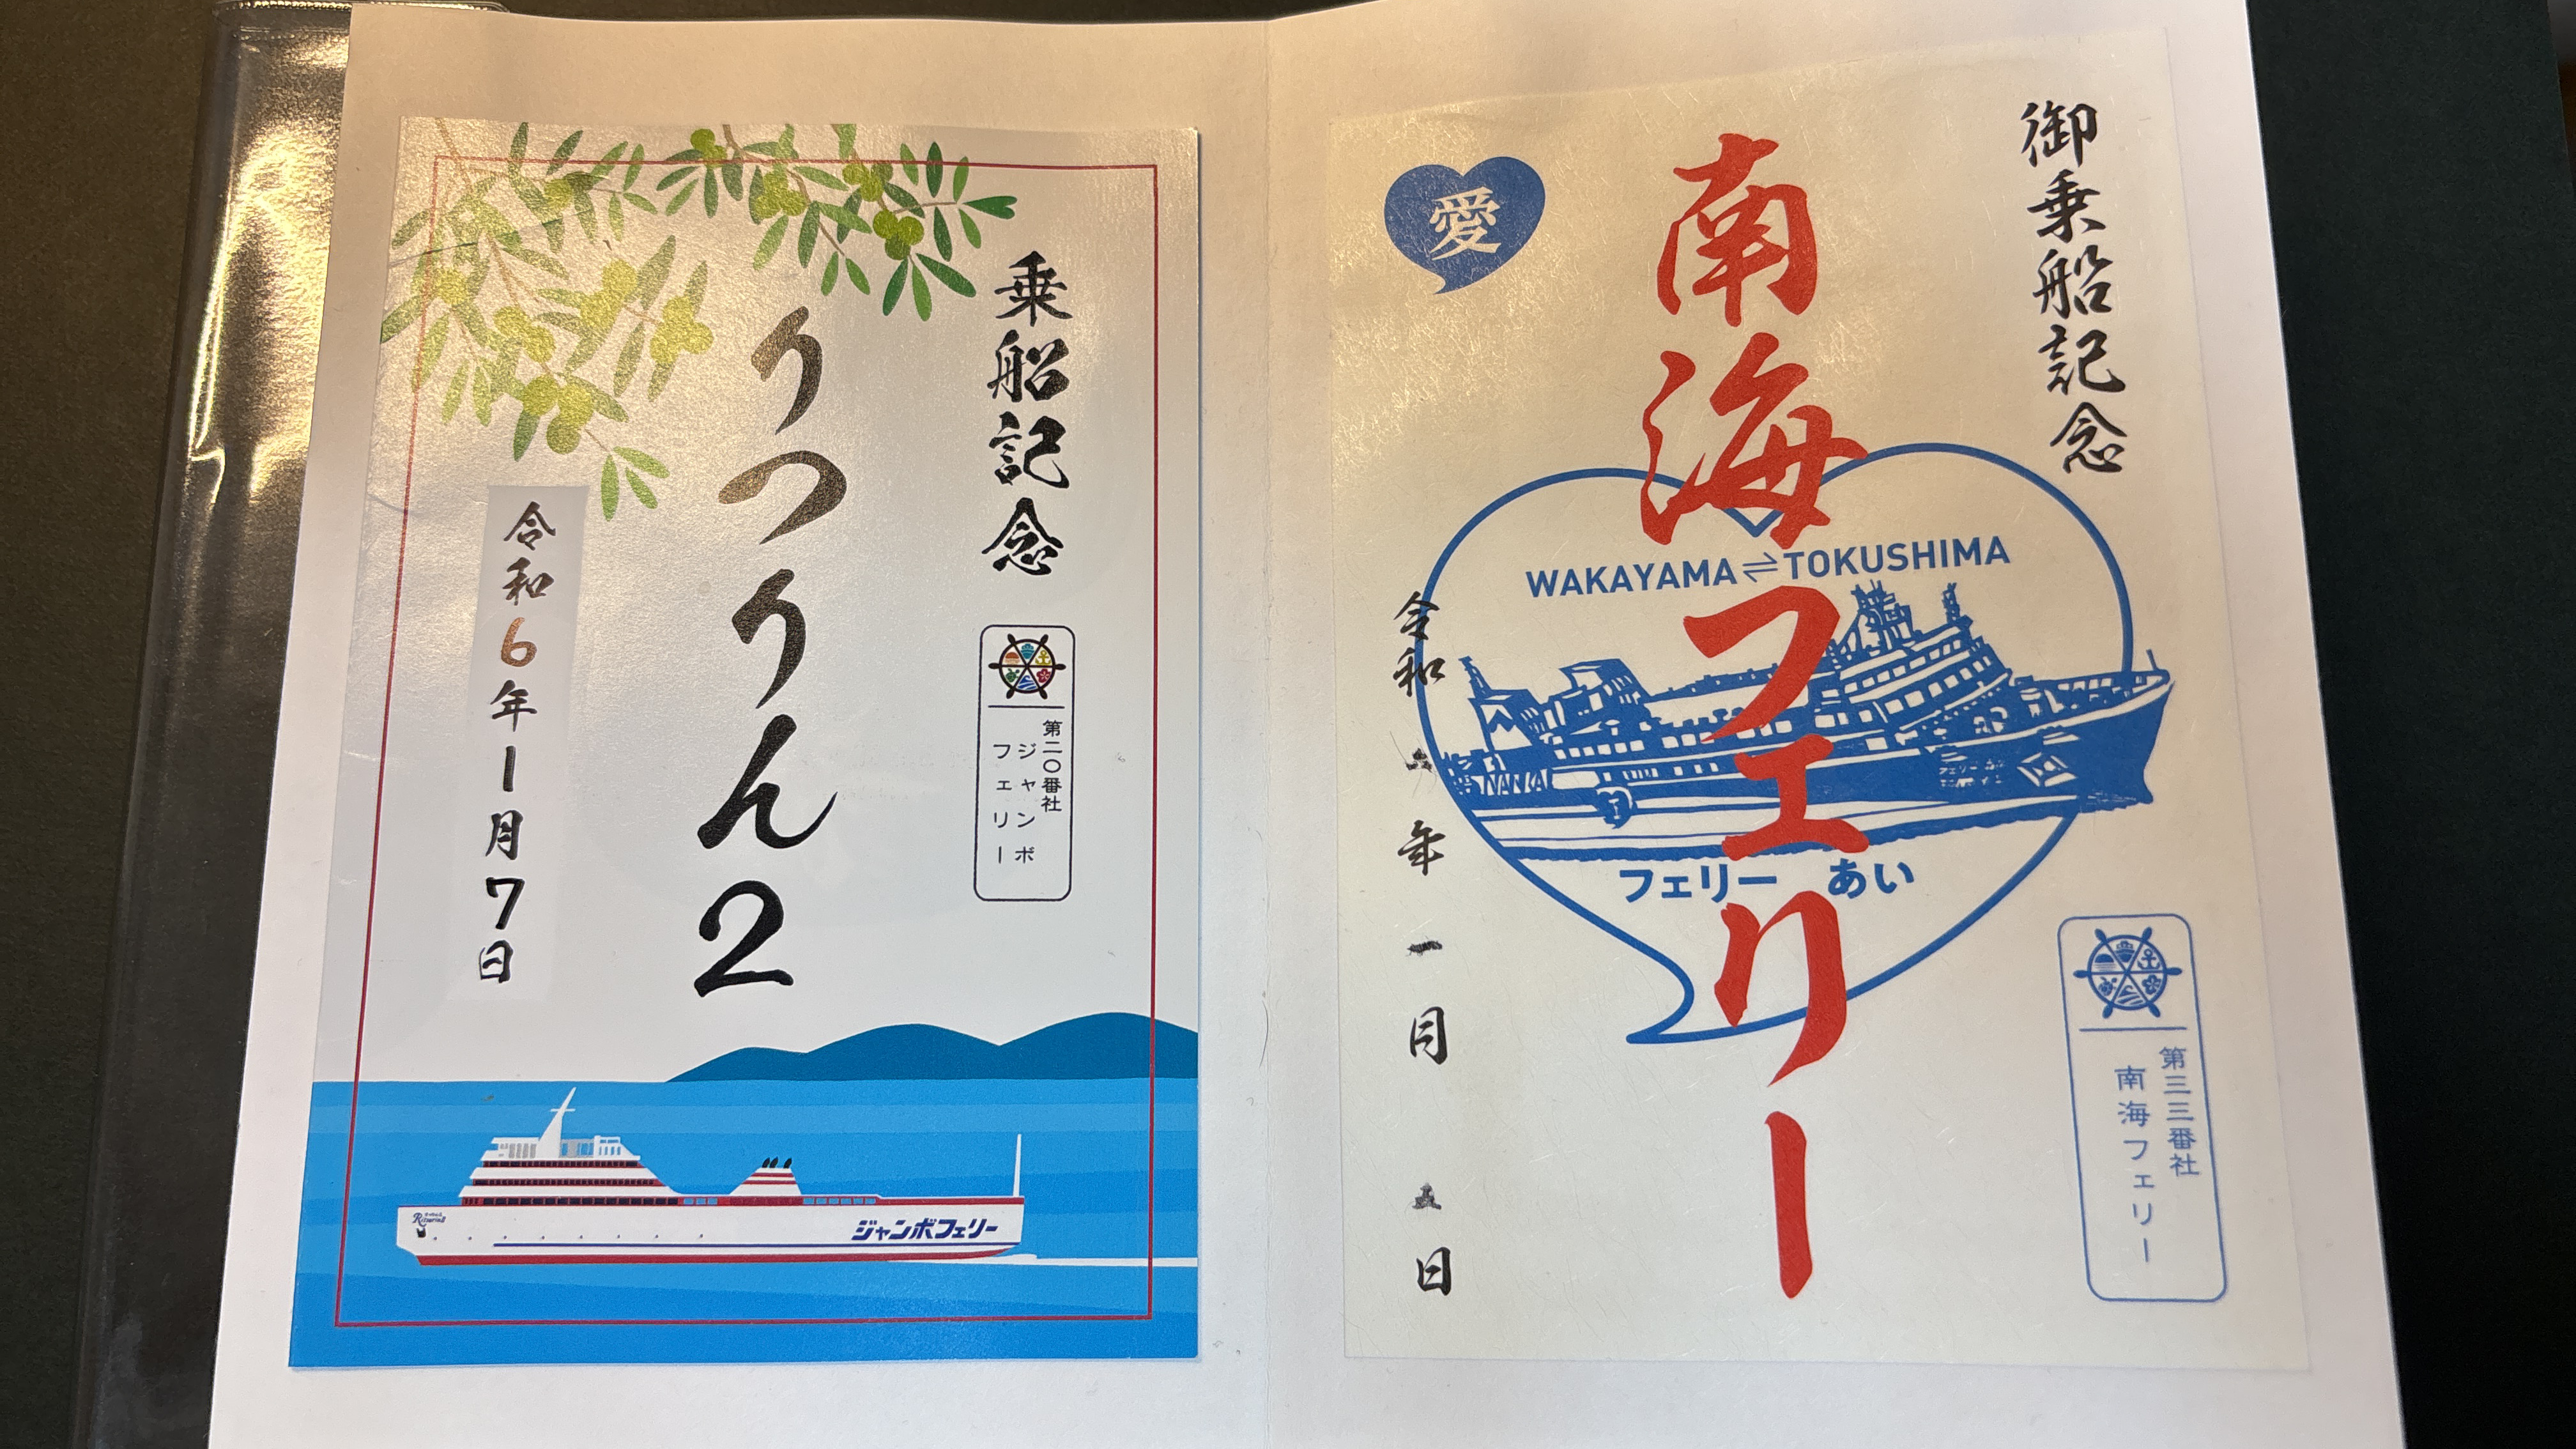 御乗船記念
南海フェリー
愛
WAKAYAMA⇌TOKUSHIMA
フェリー あい
令和六年一月五日
第三三番社
南海フェリー
乗船記念
第二〇番社
ジャンボ
フェリー
りつりん2
令和6年1月7日
ジャンボフェリー